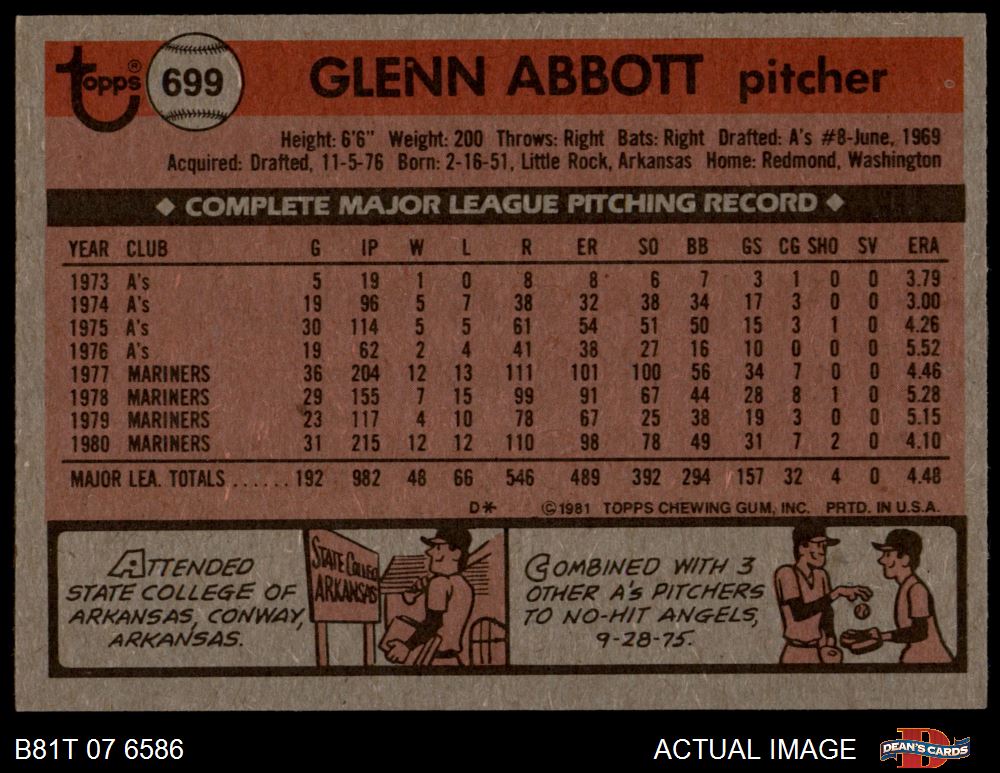 Topps® 699 GLENN ABBOTT pitcher
Height: 6'6" Weight: 200 Throws: Right Bats: Right Drafted: A's #8-June, 1969
Acquired: Drafted, 11-5-76 Born: 2-16-51, Little Rock, Arkansas Home: Redmond, Washington
◆ COMPLETE MAJOR LEAGUE PITCHING RECORD ◆
YEAR CLUB G IP W L R ER SO BB GS CG SHO SV ERA
1973 A's 5 19 1 0 8 8 6 7 3 1 0 0 3.79
1974 A's 19 96 5 7 38 32 38 34 17 3 0 0 3.00
1975 A's 30 114 5 5 61 54 51 50 15 3 1 0 4.26
1976 A's 19 62 2 4 41 38 27 16 10 0 0 0 5.52
1977 MARINERS 36 204 12 13 111 101 100 56 34 7 0 0 4.46
1978 MARINERS 29 155 7 15 99 91 67 44 28 8 1 0 5.28
1979 MARINERS 23 117 4 10 78 67 25 38 19 3 0 0 5.15
1980 MARINERS 31 215 12 12 110 98 78 49 31 7 2 0 4.10
MAJOR LEA. TOTALS ...... 192 982 48 66 546 489 392 294 157 32 4 0 4.48
D* ©1981 TOPPS CHEWING GUM, INC. PRTD. IN U.S.A.
ATTENDED
STATE COLLEGE OF
ARKANSAS, CONWAY,
ARKANSAS.
STATE COLLEG
ARKANSAS
COMBINED WITH 3
OTHER A's PITCHERS
TO NO-HIT ANGELS,
9-28-75.
B81T 07 6586 ACTUAL IMAGE DEAN'S CARDS